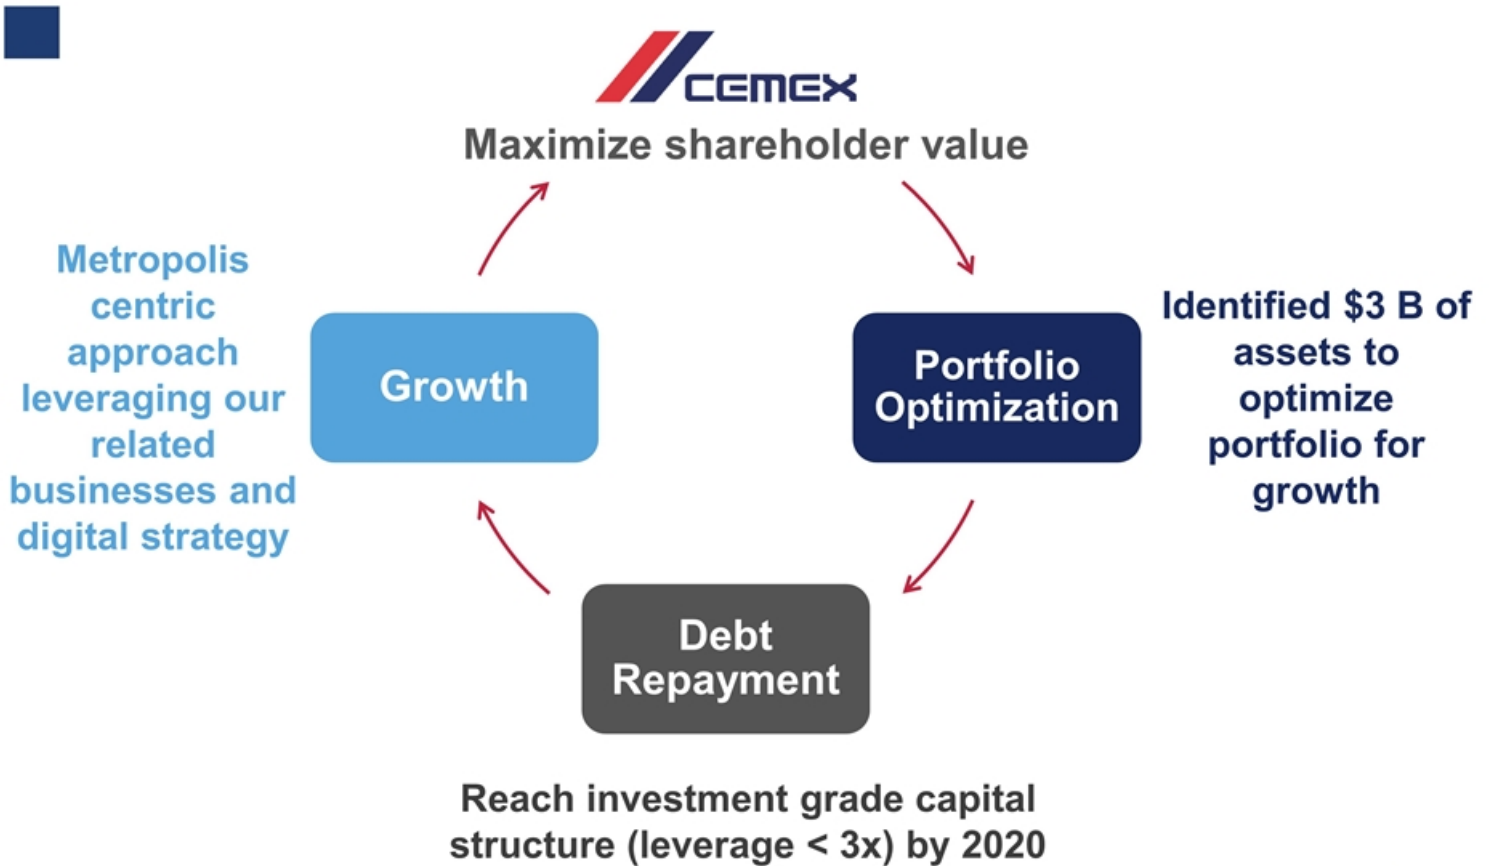 CEMEX
Maximize shareholder value
Metropolis
centric
approach
leveraging our
related
businesses and
digital strategy
Growth
Portfolio
Optimization
Identified $3 B of
assets to
optimize
portfolio for
growth
Debt
Repayment
Reach investment grade capital
structure (leverage < 3x) by 2020